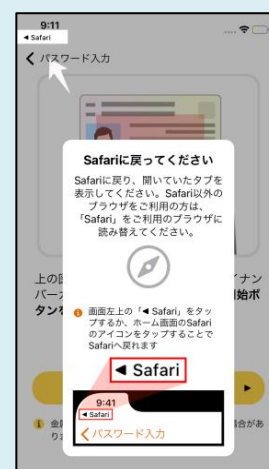 9:11
◀ Safari
パスワード入力
Safariに戻ってください
Safariに戻り、開いていたタブを
表示してください。Safari以外の
ブラウザをご利用の方は、
「Safari」をご利用のブラウザに
読み替えてください。
上の
イナン
バー
始ボ
タンを
画面左上の「◀ Safari」をタッ
プするか、ホーム画面のSafari
のアイコンをタップすることで
Safariへ戻れます
◀ Safari
9:41
◀ Safari
パスワード入力
場合があ
り